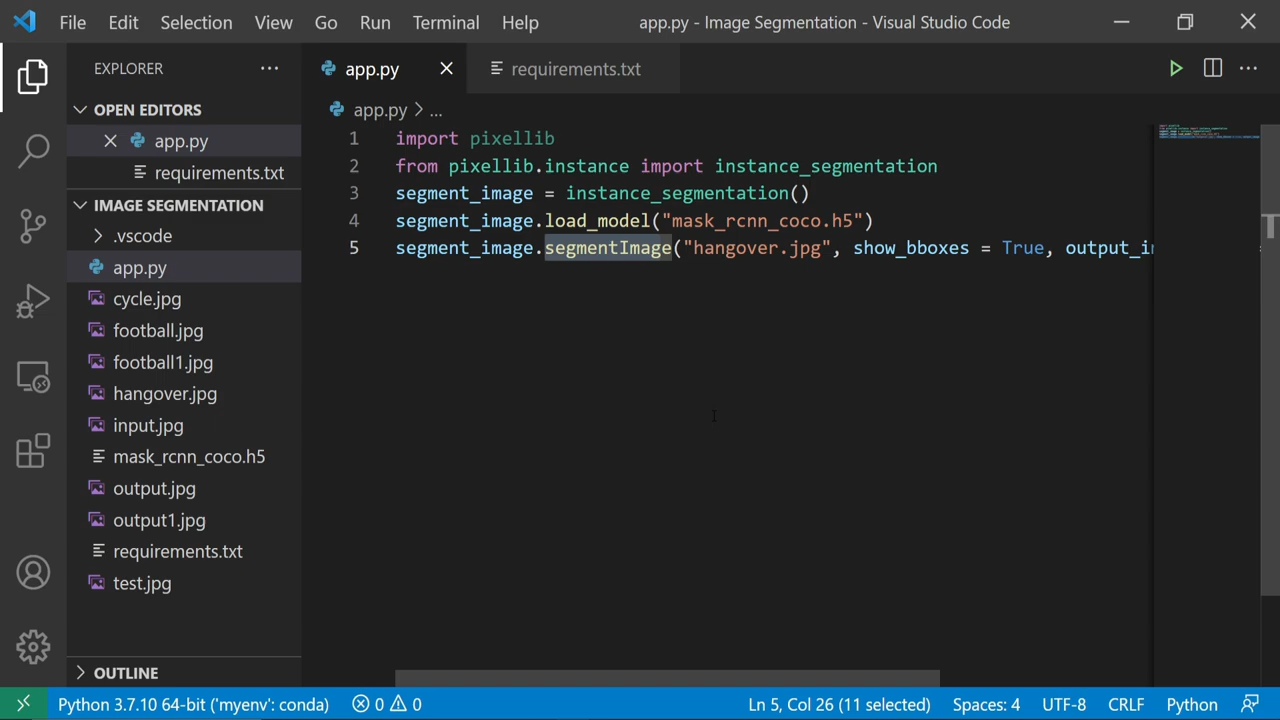 File Edit Selection View Go Run Terminal Help app.py - Image Segmentation - Visual Studio Code
EXPLORER
OPEN EDITORS
app.py
requirements.txt
IMAGE SEGMENTATION
.vscode
app.py
cycle.jpg
football.jpg
football1.jpg
hangover.jpg
input.jpg
mask_rcnn_coco.h5
output.jpg
output1.jpg
requirements.txt
test.jpg
OUTLINE
app.py requirements.txt
app.py > ...
1 import pixellib
2 from pixellib.instance import instance_segmentation
3 segment_image = instance_segmentation()
4 segment_image.load_model("mask_rcnn_coco.h5")
5 segment_image.segmentImage("hangover.jpg", show_bboxes = True,
Python 3.7.10 64-bit ('myenv': conda) 0 0 Ln 5, Col 26 (11 selected) Spaces: 4 UTF-8 CRLF Python